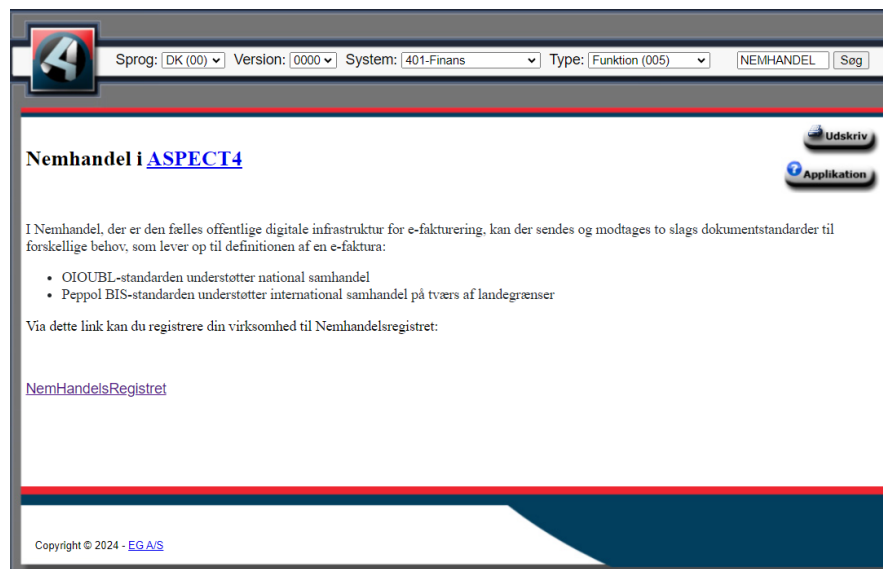 4
Sprog: DK (00) Version: 0000 System: 401-Finans Type: Funktion (005) NEMHANDEL Søg
Udskriv
Nemhandel i ASPECT4
Applikation
I Nemhandel, der er den fælles offentlige digitale infrastruktur for e-fakturering, kan der sendes og modtages to slags dokumentstandarder til
forskellige behov, som lever op til definitionen af en e-faktura:
• OIOUBL-standarden understøtter national samhandel
• Peppol BIS-standarden understøtter international samhandel på tværs af landegrænser
Via dette link kan du registrere din virksomhed til Nemhandelsregistret:
NemHandelsRegistret
Copyright © 2024 - EG A/S